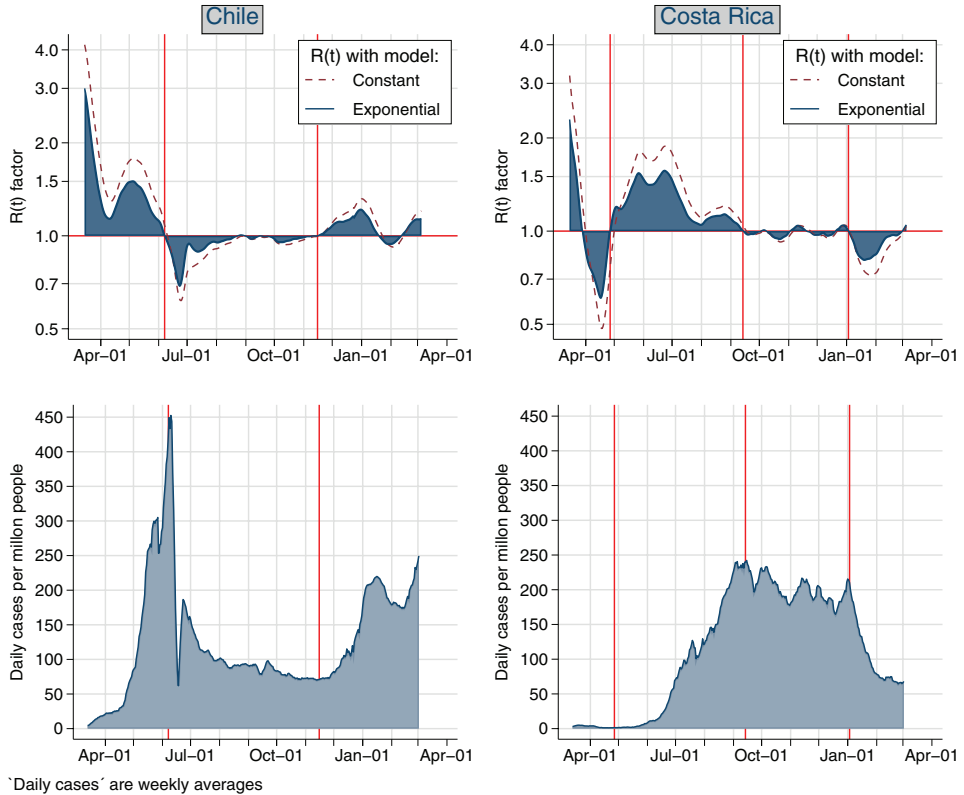 Chile
R(t) factor
4.0
3.0
2.0
1.5
1.0
0.7
0.5
R(t) with model:
Constant
Exponential
Apr–01
Jul–01
Oct–01
Jan–01
Apr–01
Costa Rica
R(t) factor
4.0
3.0
2.0
1.5
1.0
0.7
0.5
R(t) with model:
Constant
Exponential
Apr–01
Jul–01
Oct–01
Jan–01
Apr–01
Daily cases per millon people
450
400
350
300
250
200
150
100
50
0
Apr–01
Jul–01
Oct–01
Jan–01
Apr–01
Daily cases per millon people
450
400
350
300
250
200
150
100
50
0
Apr–01
Jul–01
Oct–01
Jan–01
Apr–01
`Daily cases´ are weekly averages